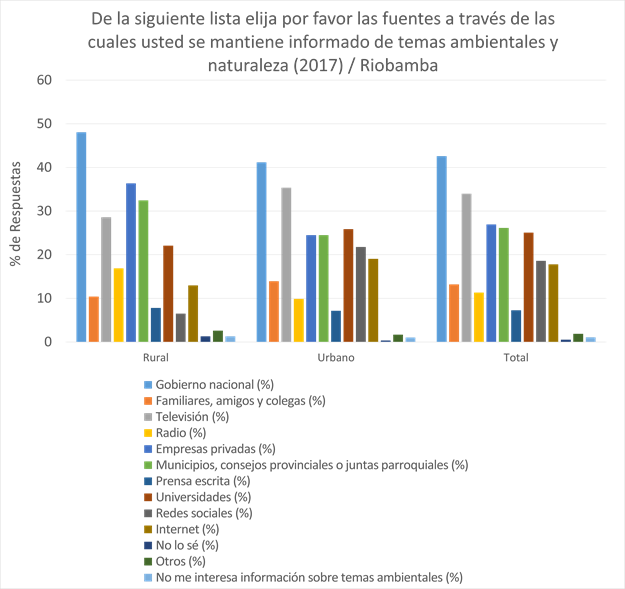 De la siguiente lista elija por favor las fuentes a través de las
cuales usted se mantiene informado de temas ambientales y
naturaleza (2017) / Riobamba
60
50
40
30
20
10
0
% de Respuestas
Rural Urbano Total
Gobierno nacional (%)
Familiares, amigos y colegas (%)
Televisión (%)
Radio (%)
Empresas privadas (%)
Municipios, consejos provinciales o juntas parroquiales (%)
Prensa escrita (%)
Universidades (%)
Redes sociales (%)
Internet (%)
No lo sé (%)
Otros (%)
No me interesa información sobre temas ambientales (%)